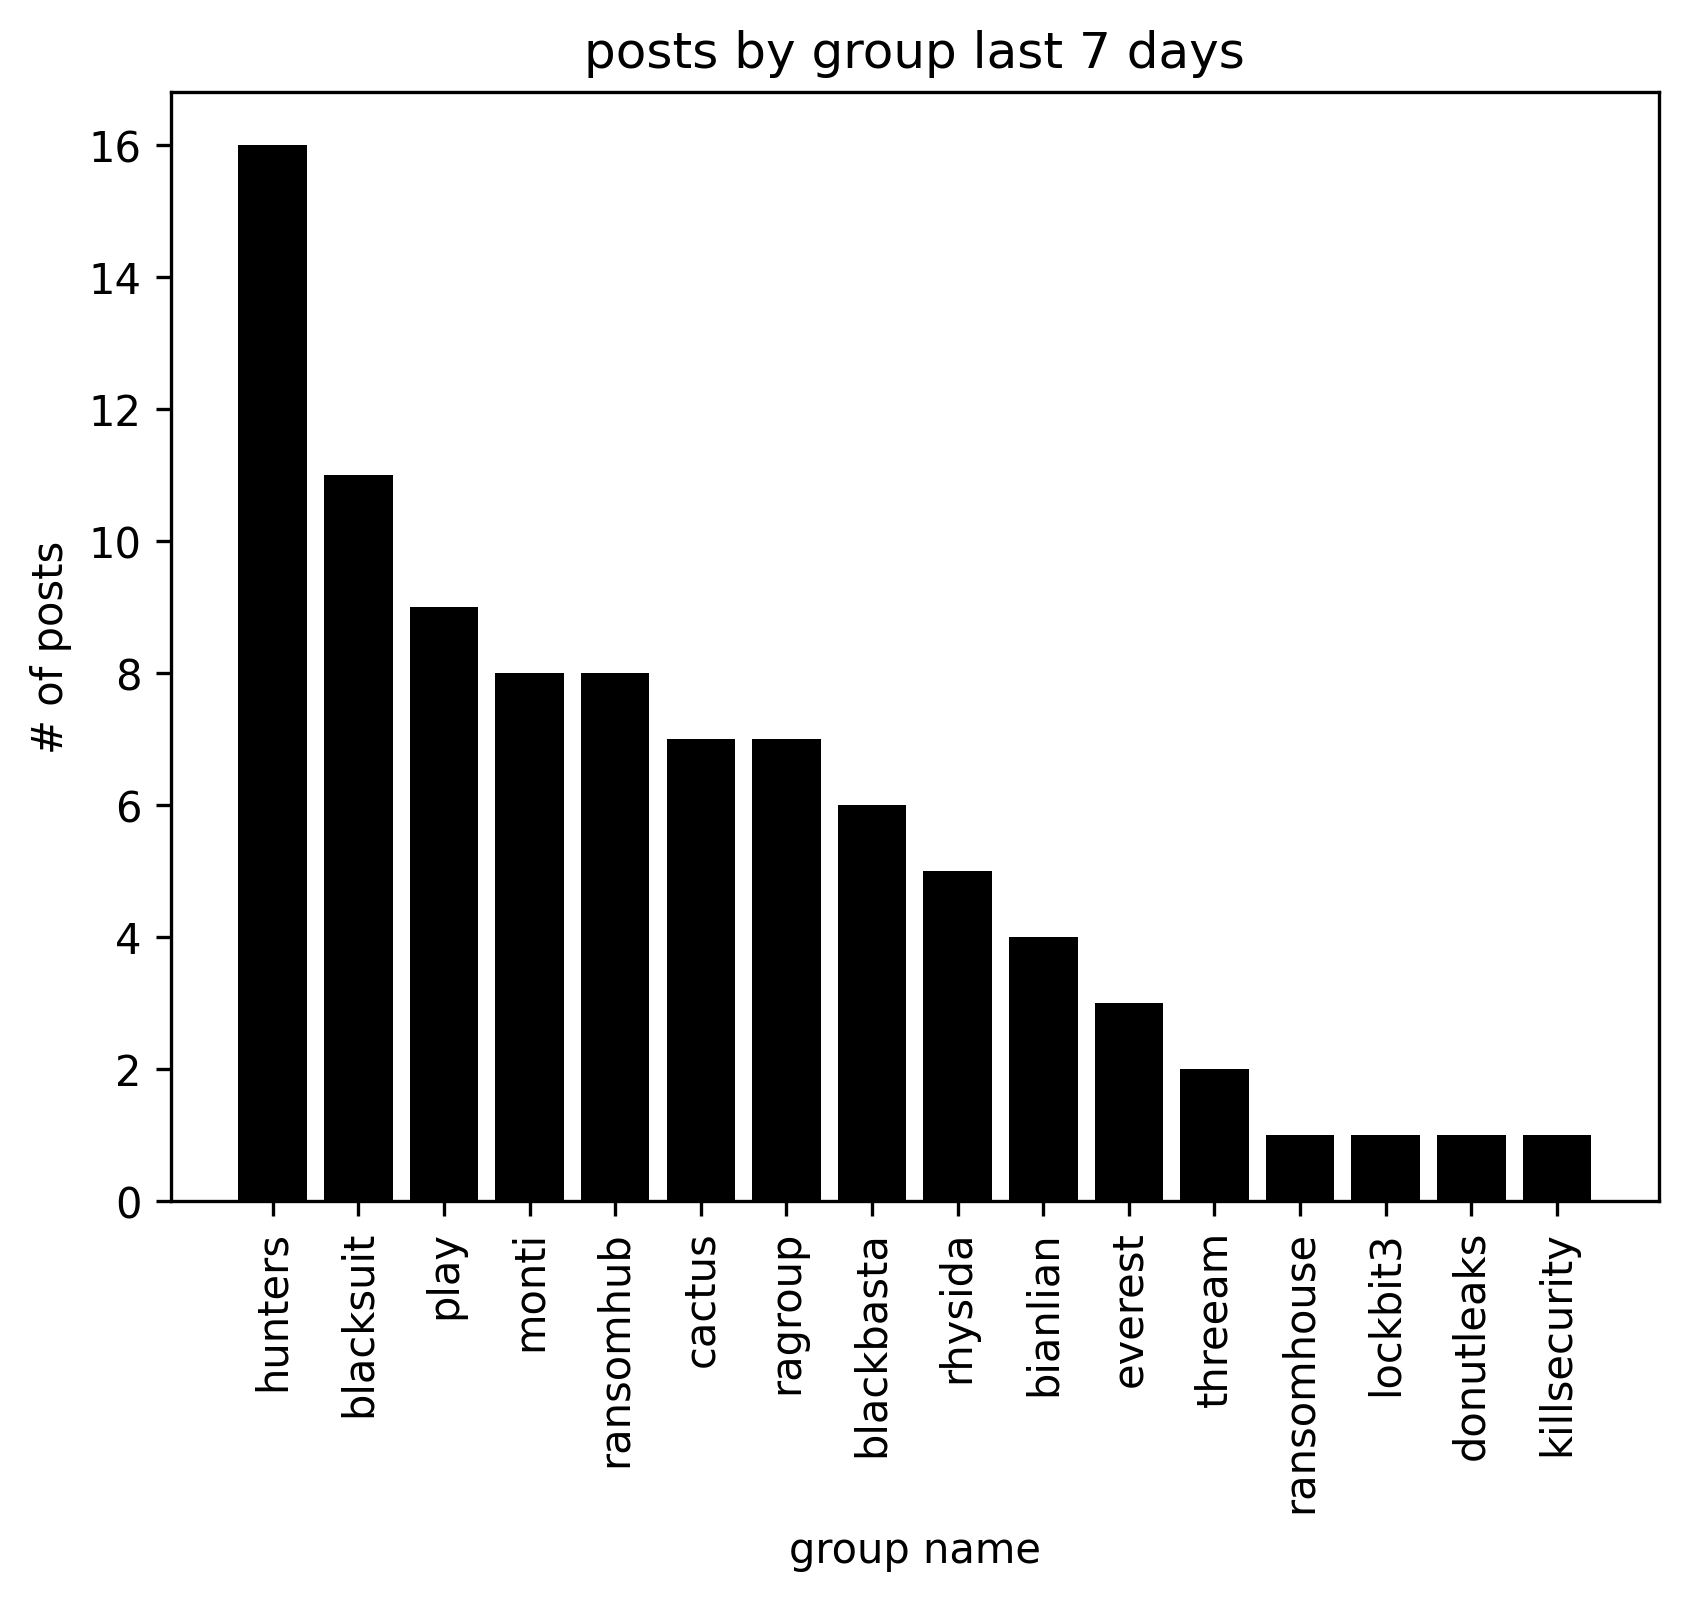 posts by group last 7 days
# of posts
16
14
12
10
8
6
4
2
0
hunters
blacksuit
play
monti
ransomhub
cactus
ragroup
blackbasta
rhysida
bianlian
everest
threeam
ransomhouse
lockbit3
donutleaks
killsecurity
group name